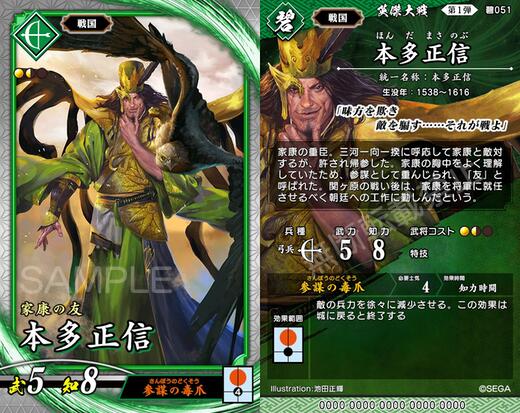 戦国
SAMPLE
家康の友
本多正信
武5 知8
さんぼうのどくそう
参謀の毒爪
4
碧
戦国
英傑大戦
第1弾
碧051
ほんだ まさのぶ
本多正信
統一名称:本多正信
生没年:1538~1616
「味方を欺き
敵を騙す……それが戦よ」
家康の重臣。三河一向一揆に呼応して家康と敵対
するが、許され帰参した。家康の胸中をよく理解
していたため、参謀として重んじられ、「友」と
呼ばれた。関ヶ原の戦い後は、家康を将軍に就任
させるべく朝廷への工作に勤しんだという。
兵種 武力 知力 武将コスト
弓兵 5 8 特技
さんぼうのどくそう 必要士気 効果時間
参謀の毒爪 4 知力時間
効果範囲
敵の兵力を徐々に減少させる。この効果は
城に戻ると終了する
Illustration:池田正輝
©SEGA
0000-0000-0000-0000-0000